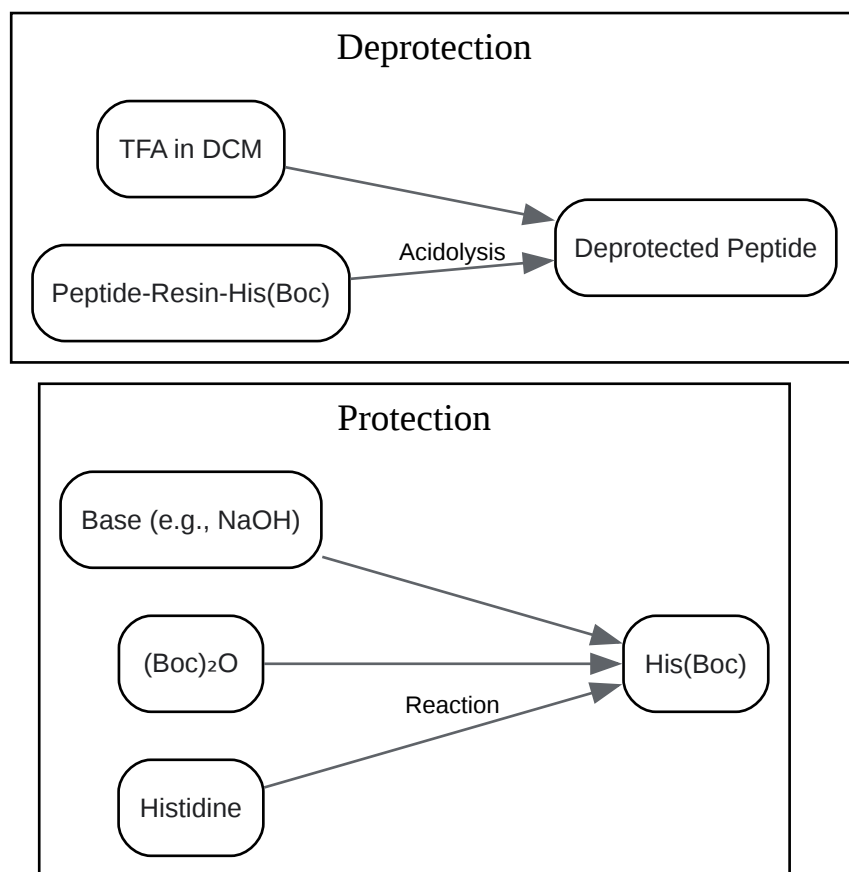 Deprotection
TFA in DCM
Acidolysis
Deprotected Peptide
Peptide-Resin-His(Boc)
Protection
Base (e.g., NaOH)
(Boc)₂O
His(Boc)
Reaction
Histidine